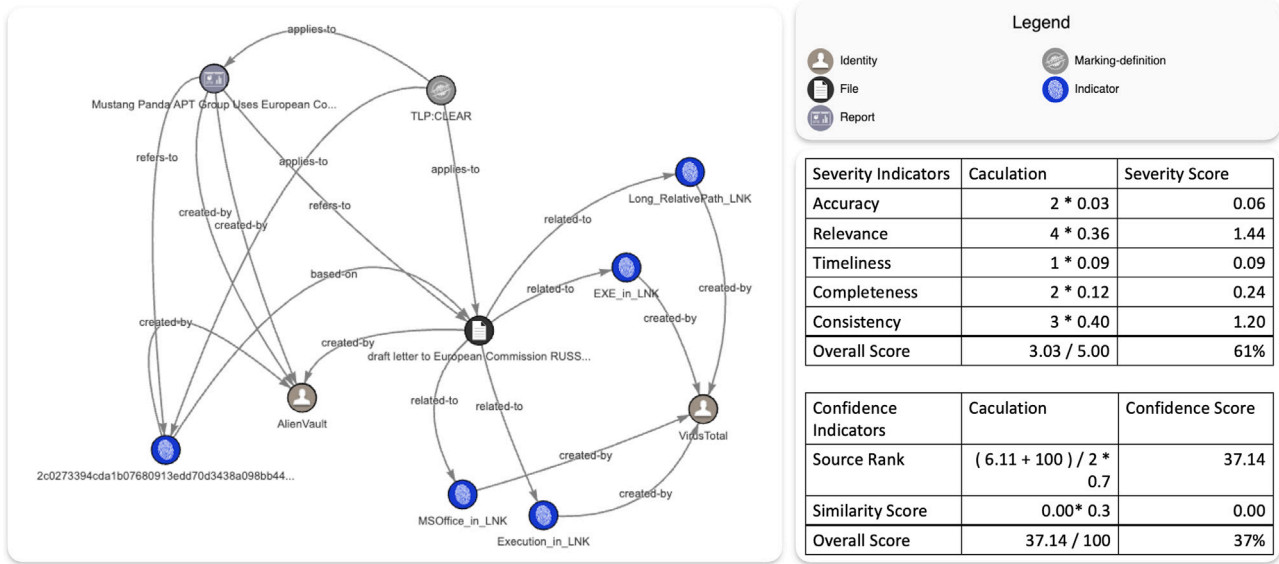 applies-to
Mustang Panda APT Group Uses European Co...
TLP:CLEAR
refers-to
applies-to
applies-to
Long_RelativePath_LNK
created-by
created-by
refers-to
related-to
based-on
related-to
EXE_in_LNK
created-by
created-by
created-by
created-by
draft letter to European Commission RUSS...
related-to
related-to
AlienVault
VirusTotal
created-by
2c0273394cda1b07680913edd70d3438a098bb44...
created-by
MSOffice_in_LNK
Execution_in_LNK
Legend
Identity
Marking-definition
File
Indicator
Report
Severity Indicators Caculation Severity Score
Accuracy 2 * 0.03 0.06
Relevance 4 * 0.36 1.44
Timeliness 1 * 0.09 0.09
Completeness 2 * 0.12 0.24
Consistency 3 * 0.40 1.20
Overall Score 3.03 / 5.00 61%
Confidence Caculation Confidence Score
Indicators
Source Rank ( 6.11 + 100 ) / 2 * 37.14
0.7
Similarity Score 0.00* 0.3 0.00
Overall Score 37.14 / 100 37%